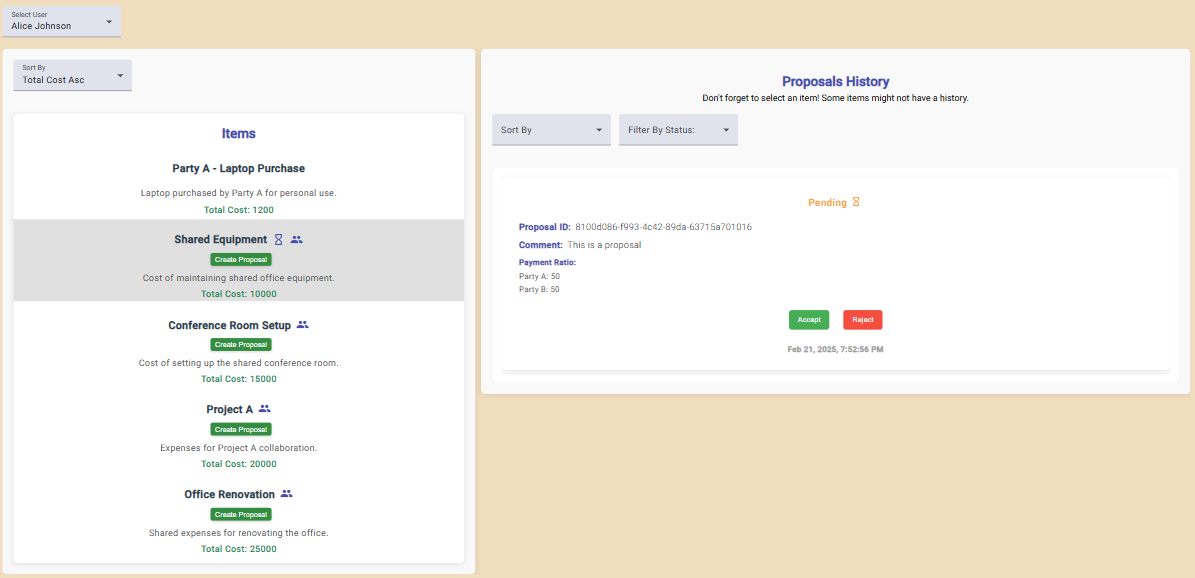 Select User
Alice Johnson
Sort By
Total Cost Asc
Items
Party A - Laptop Purchase
Laptop purchased by Party A for personal use.
Total Cost: 1200
Shared Equipment
Create Proposal
Cost of maintaining shared office equipment.
Total Cost: 10000
Conference Room Setup
Create Proposal
Cost of setting up the shared conference room.
Total Cost: 15000
Project A
Create Proposal
Expenses for Project A collaboration.
Total Cost: 20000
Office Renovation
Create Proposal
Shared expenses for renovating the office.
Total Cost: 25000
Proposals History
Don't forget to select an item! Some items might not have a history.
Sort By
Filter By Status:
Pending
Proposal ID: 8100d086-f993-4c42-89da-63715a701016
Comment: This is a proposal
Payment Ratio:
Party A: 50
Party B: 50
Accept
Reject
Feb 21, 2025, 7:52:56 PM